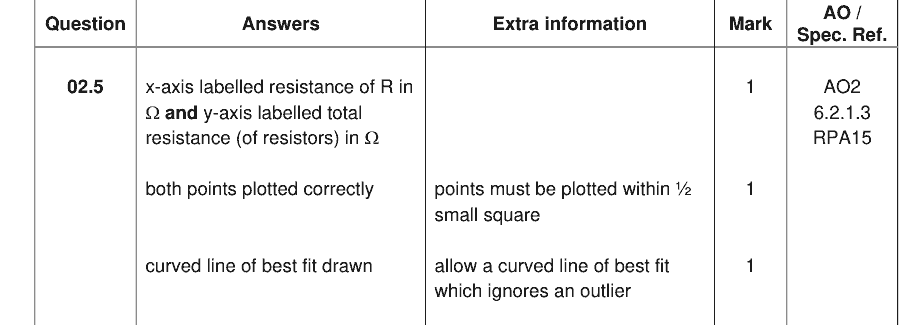 Question Answers Extra information Mark AO /
Spec. Ref.
02.5 x-axis labelled resistance of R in 1 AO2
Ω and y-axis labelled total 6.2.1.3
resistance (of resistors) in Ω RPA15
both points plotted correctly points must be plotted within ½ 1
small square
curved line of best fit drawn allow a curved line of best fit 1
which ignores an outlier